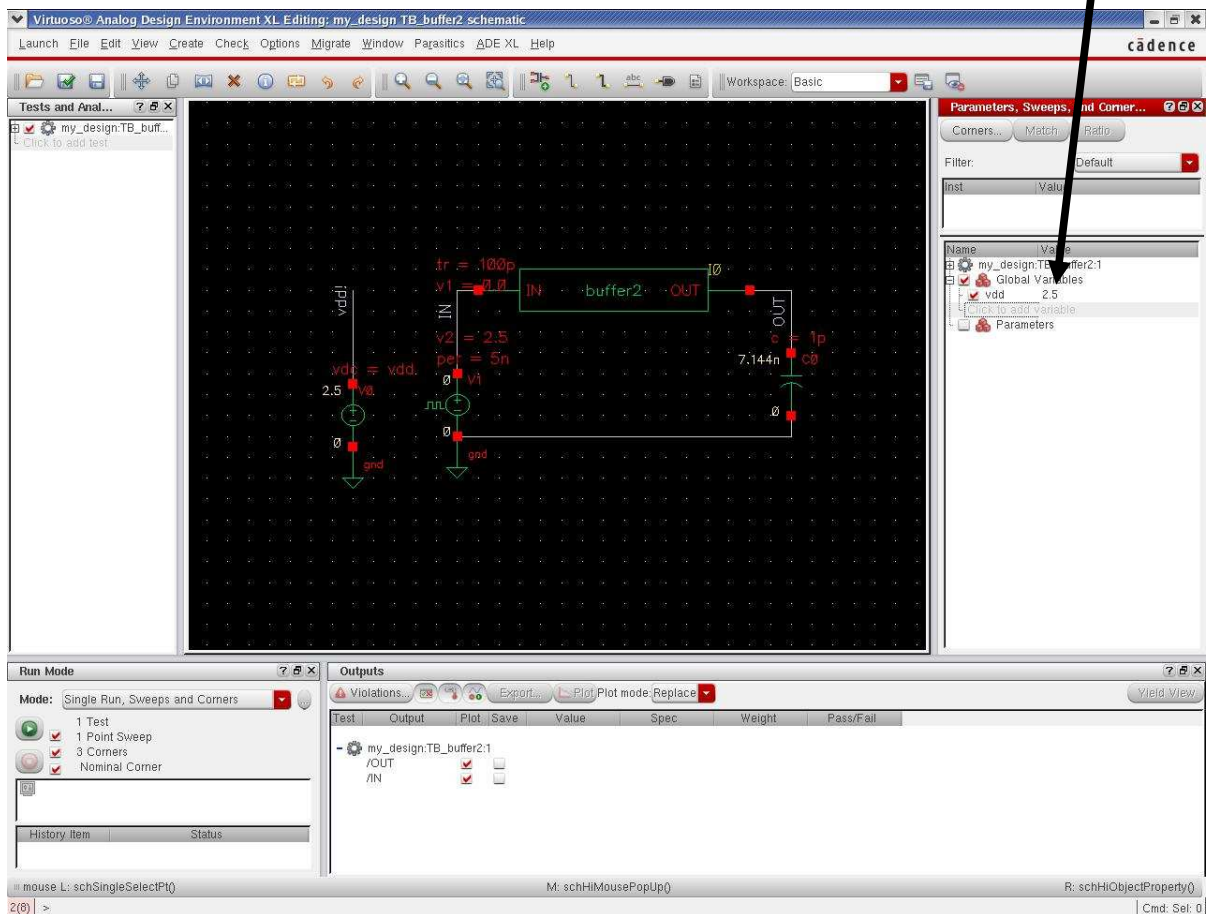 Virtuoso® Analog Design Environment XL Editing: my_design TB_buffer2 schematic
Launch File Edit View Create Check Options Migrate Window Parasitics ADE XL Help
cādence
Workspace: Basic
Tests and Anal...
my_design:TB_buff...
Click to add test
tr = 100p
v1 = 0.0
IN buffer2 OUT
I0
vdd!
IN
OUT
v2 = 2.5
per = 5n
c = 1p
7.144n c0
vdc = vdd
2.5 V0
0 V1
0
0
0
gnd
gnd
Parameters, Sweeps, and Corner...
Corners... Match Ratio
Filter: Default
Inst Value
Name Value
Global Variables
vdd 2.5
Click to add variable
Parameters
Run Mode
Mode: Single Run, Sweeps and Corners
1 Test
1 Point Sweep
3 Corners
Nominal Corner
History Item Status
Outputs
Violations... Export... Plot Plot mode: Replace Yield View
Test Output Plot Save Value Spec Weight Pass/Fail
my_design:TB_buffer2:1
/OUT
/IN
mouse L: schSingleSelectPt() M: schHiMousePopUp() R: schHiObjectProperty()
2(8) > Cmd: Sel: 0